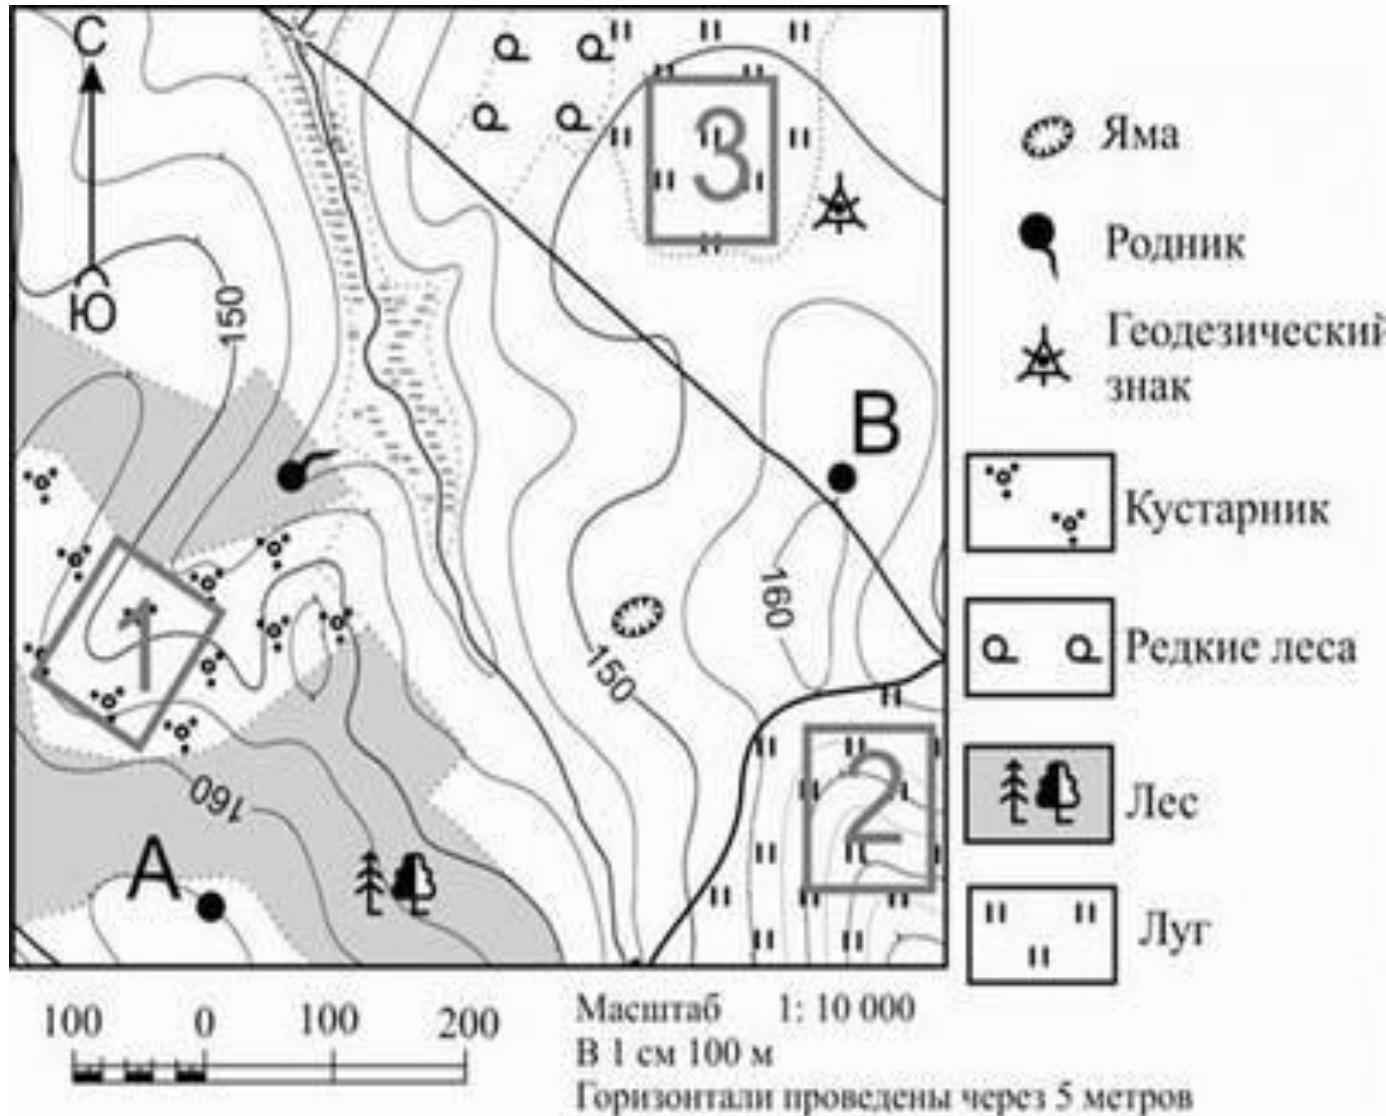 С
Ю
150
3
В
160
150
1
160
А
2
Яма
Родник
Геодезический
знак
Кустарник
Редкие леса
Лес
Луг
100 0 100 200
Масштаб 1: 10 000
В 1 см 100 м
Горизонтали проведены через 5 метров